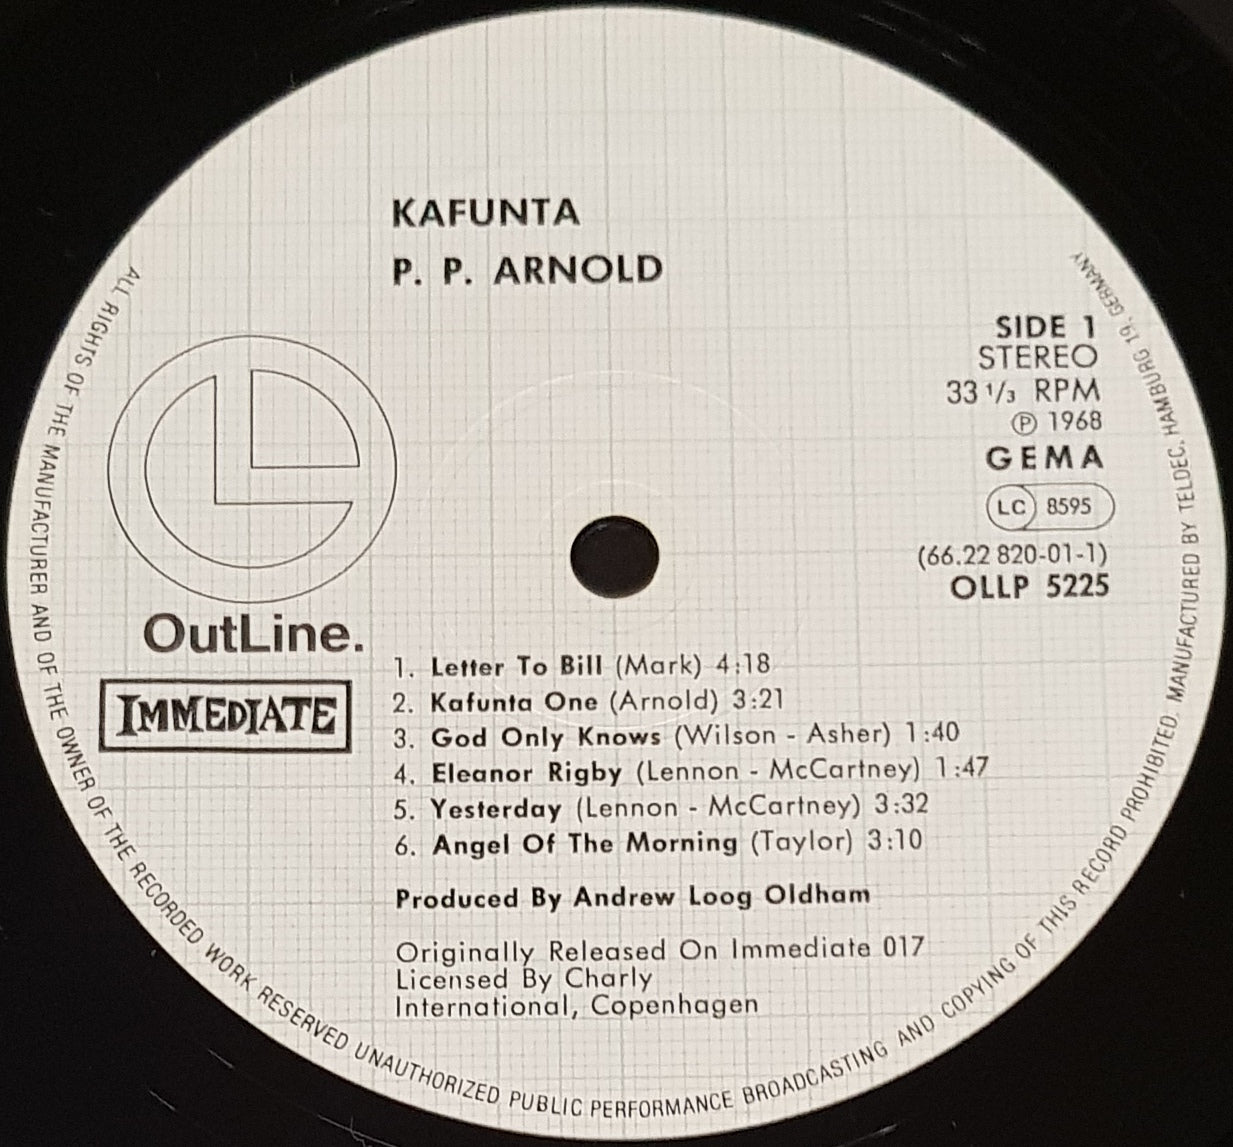 KAFUNTA
P. P. ARNOLD
SIDE 1
STEREO
33 1/3 RPM
Ⓟ 1968
GEMA
LC 8595
(66.22 820-01-1)
OLLP 5225
OutLine.
IMMEDIATE
1. Letter To Bill (Mark) 4:18
2. Kafunta One (Arnold) 3:21
3. God Only Knows (Wilson - Asher) 1:40
4. Eleanor Rigby (Lennon - McCartney) 1:47
5. Yesterday (Lennon - McCartney) 3:32
6. Angel Of The Morning (Taylor) 3:10
Produced By Andrew Loog Oldham
Originally Released On Immediate 017
Licensed By Charly
International, Copenhagen
ALL RIGHTS OF THE MANUFACTURER AND OF THE OWNER OF THE RECORDED WORK RESERVED UNAUTHORIZED PUBLIC PERFORMANCE BROADCASTING AND COPYING OF THIS RECORD PROHIBITED. MANUFACTURED BY TELDEC. HAMBURG 19, GERMANY